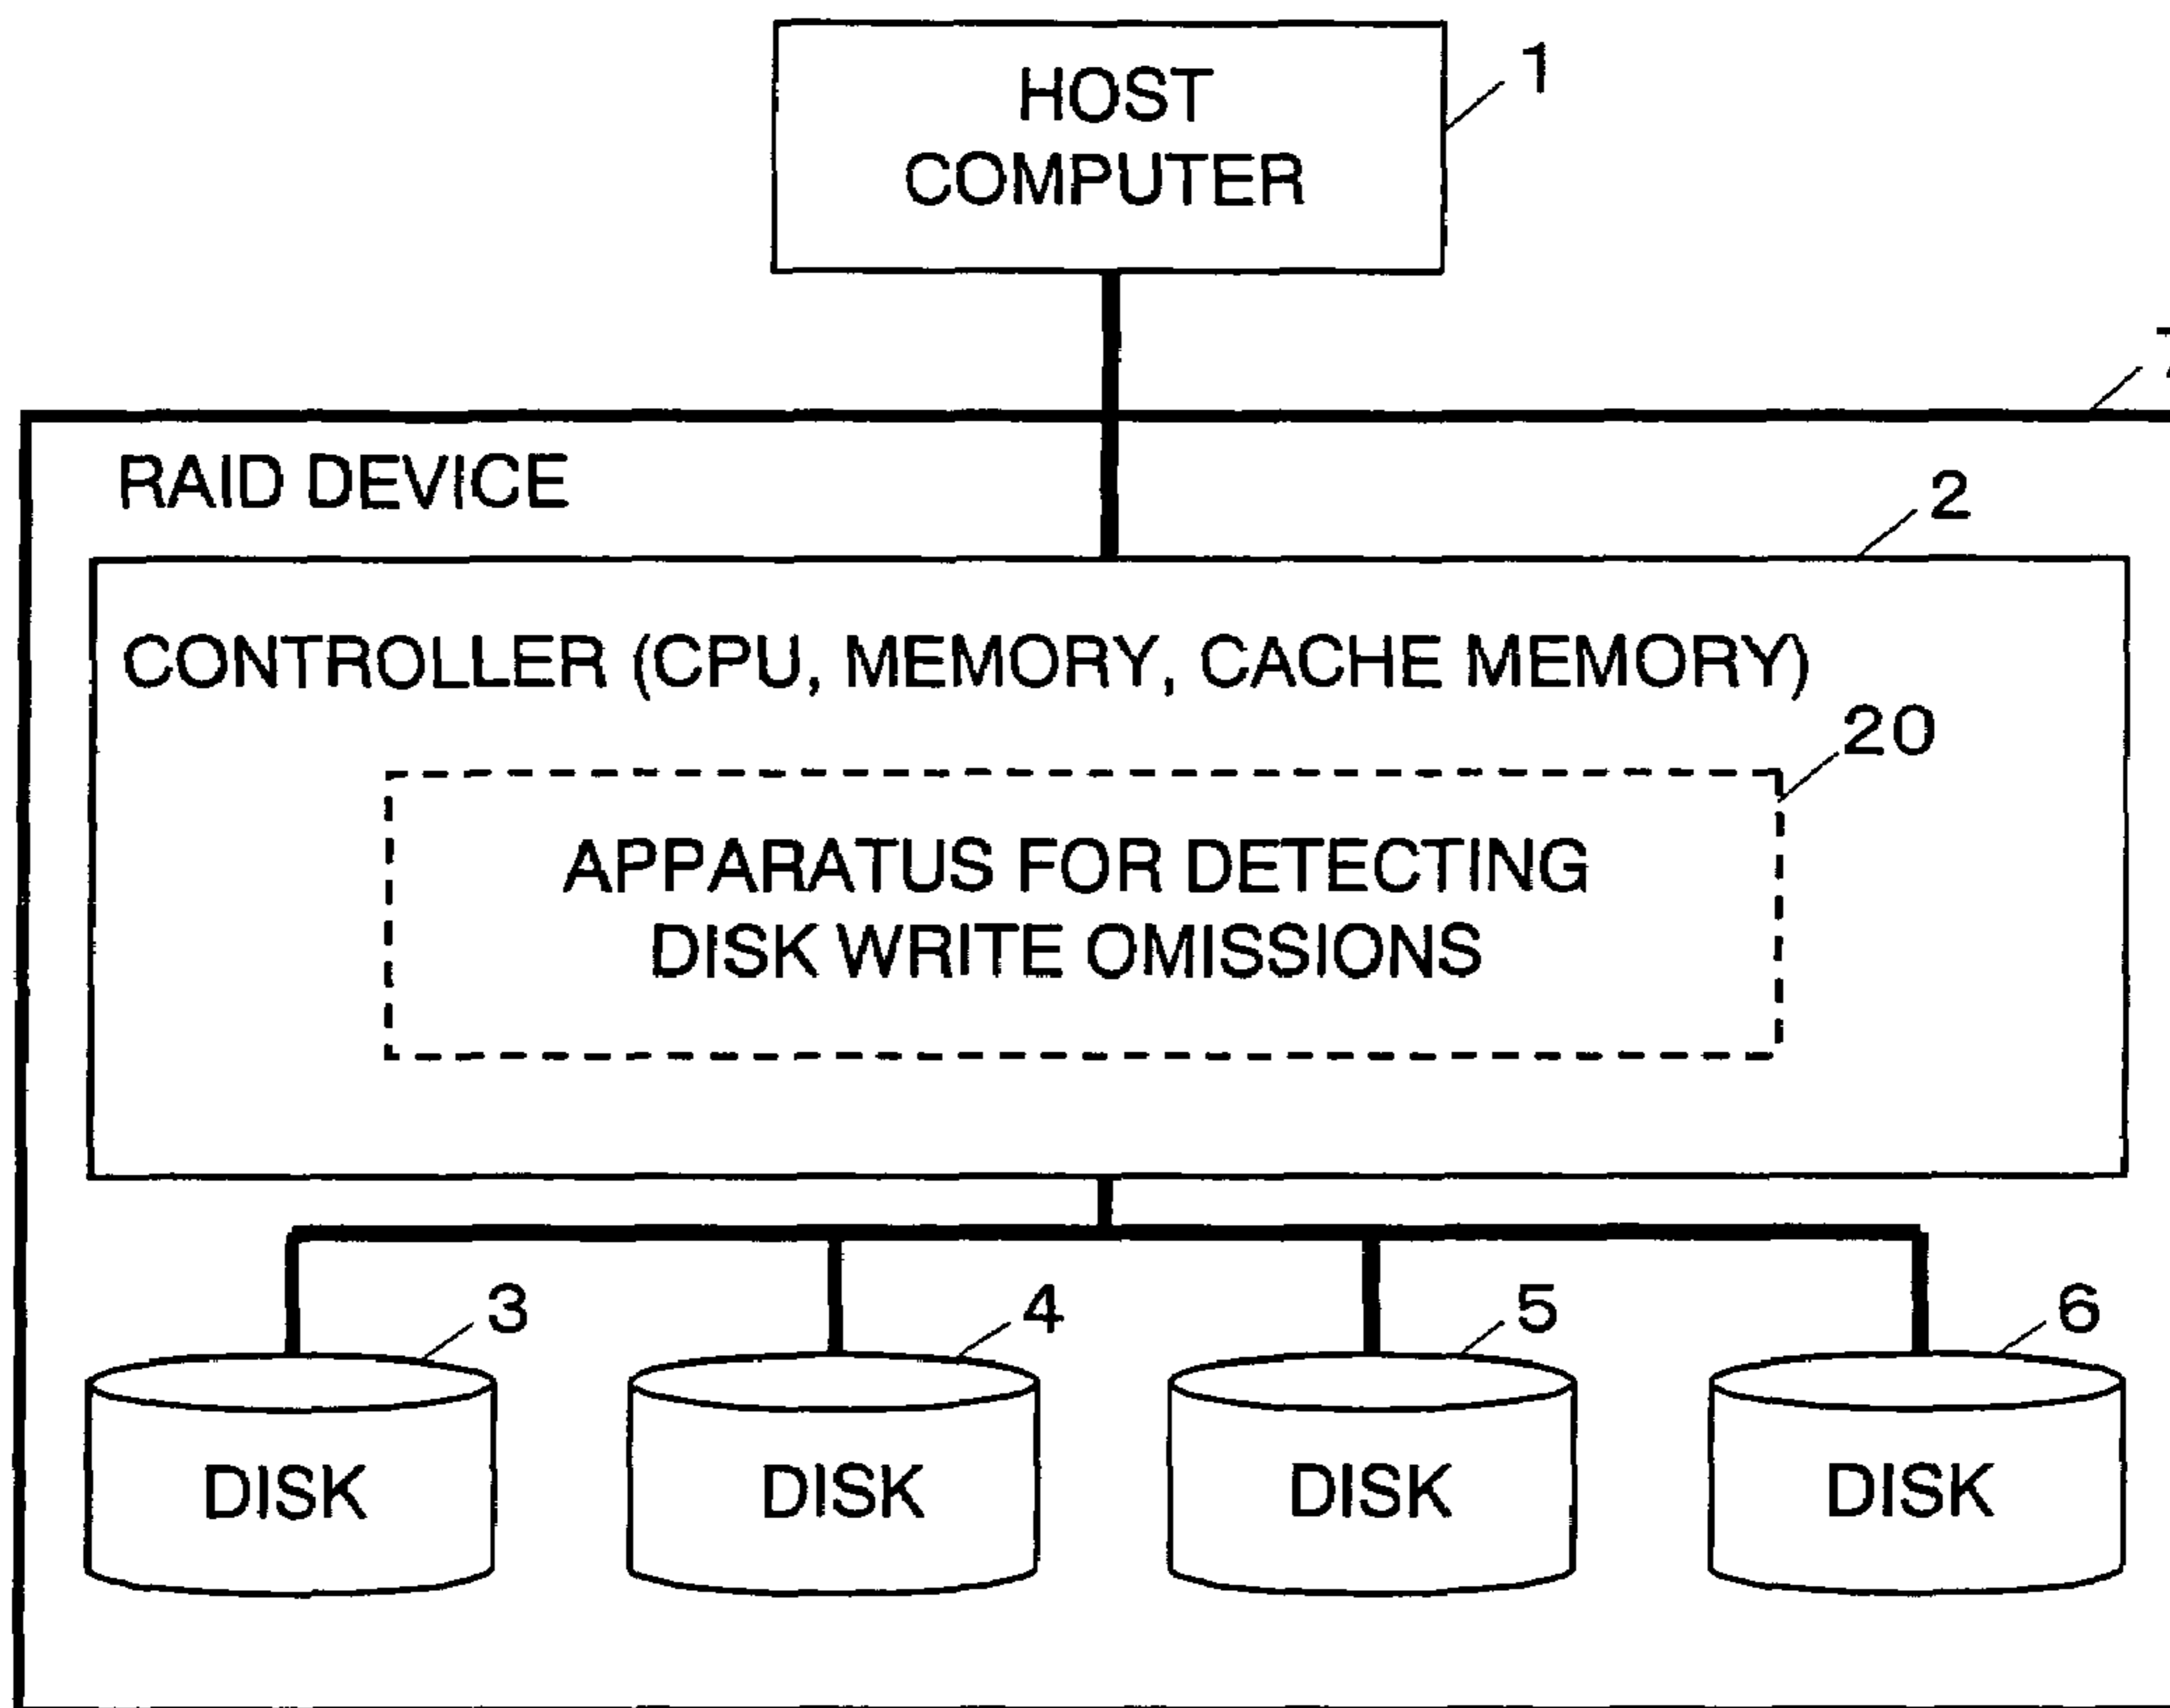 HOST
COMPUTER
1
RAID DEVICE
2
CONTROLLER (CPU, MEMORY, CACHE MEMORY)
20
APPARATUS FOR DETECTING
DISK WRITE OMISSIONS
3
4
5
6
DISK
DISK
DISK
DISK